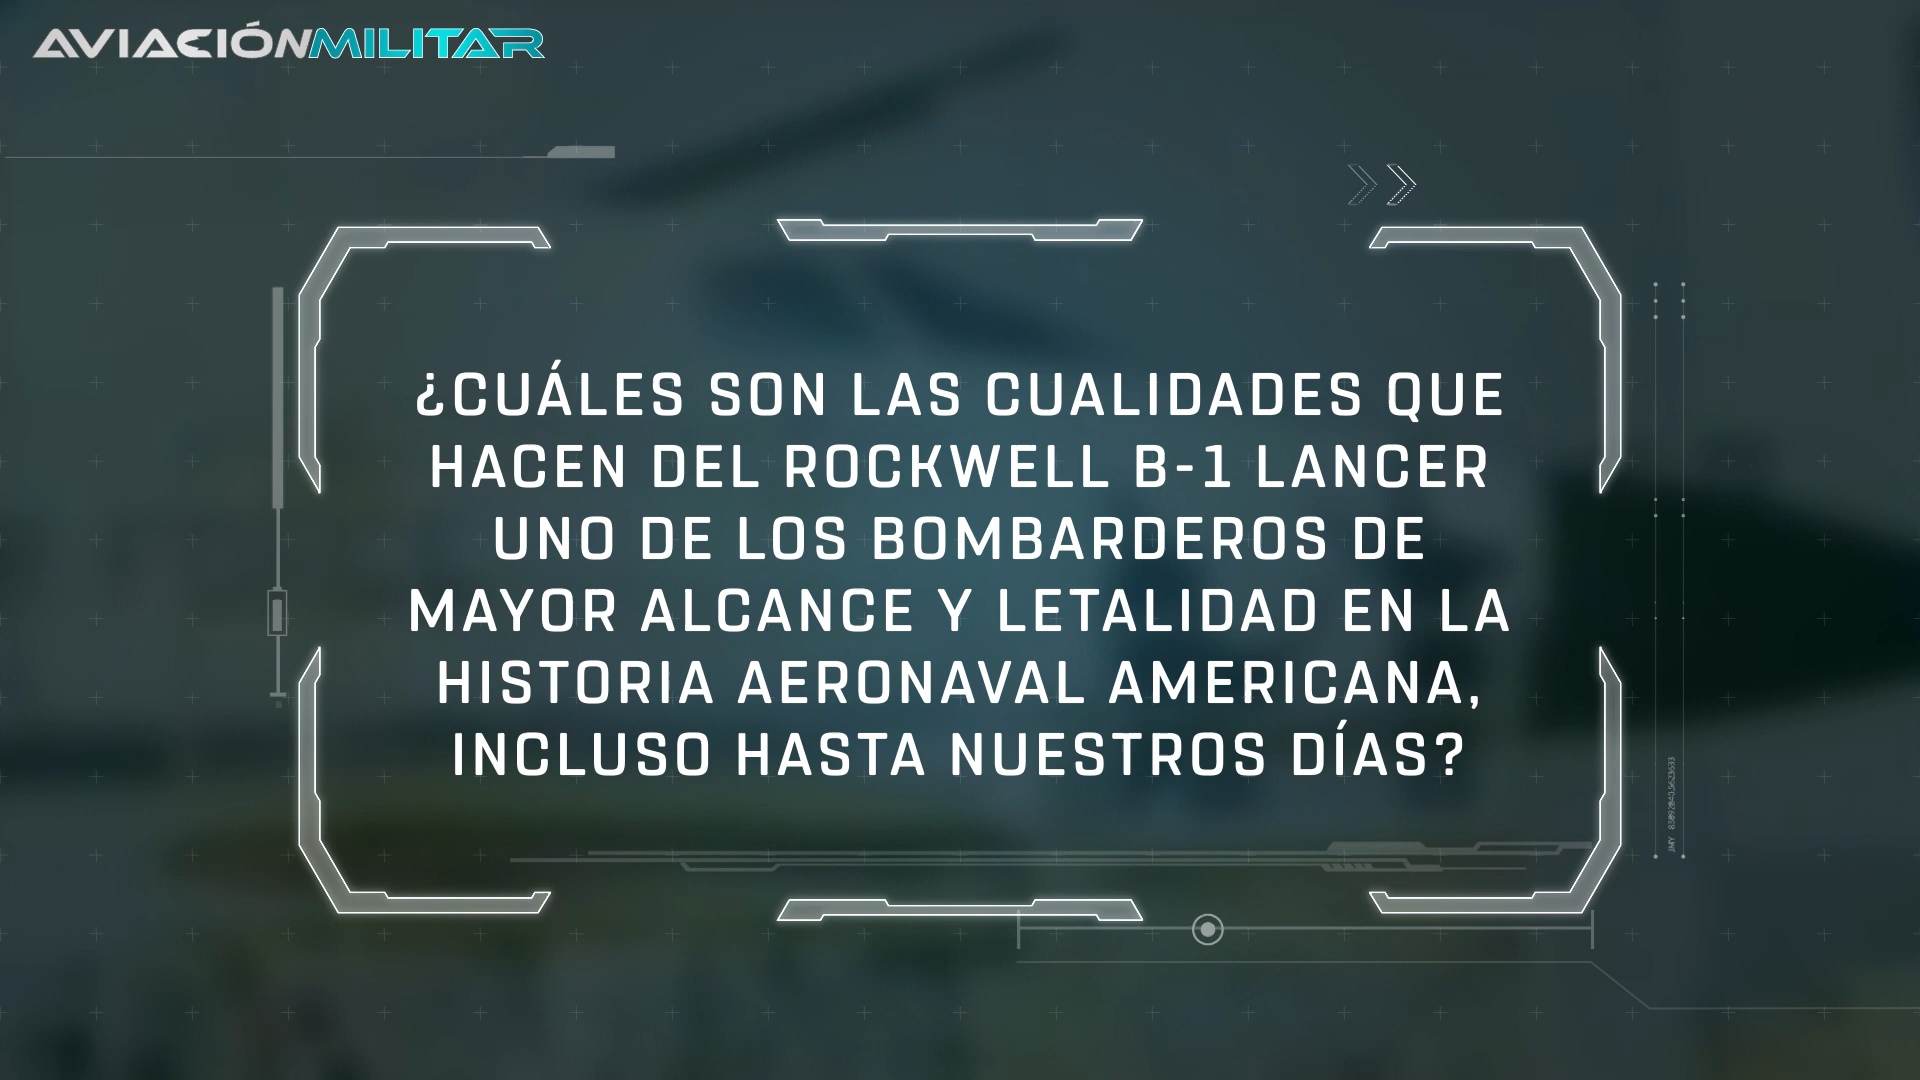 AVIACIÓNMILITAR
¿CUÁLES SON LAS CUALIDADES QUE
HACEN DEL ROCKWELL B-1 LANCER
UNO DE LOS BOMBARDEROS DE
MAYOR ALCANCE Y LETALIDAD EN LA
HISTORIA AERONAVAL AMERICANA,
INCLUSO HASTA NUESTROS DÍAS?